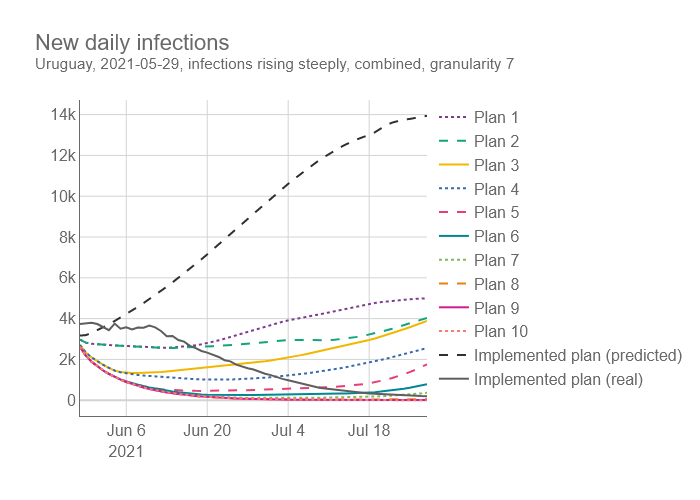 New daily infections
Uruguay, 2021-05-29, infections rising steeply, combined, granularity 7
14k
12k
10k
8k
6k
4k
2k
0
Jun 6
2021
Jun 20
Jul 4
Jul 18
Plan 1
Plan 2
Plan 3
Plan 4
Plan 5
Plan 6
Plan 7
Plan 8
Plan 9
Plan 10
Implemented plan (predicted)
Implemented plan (real)